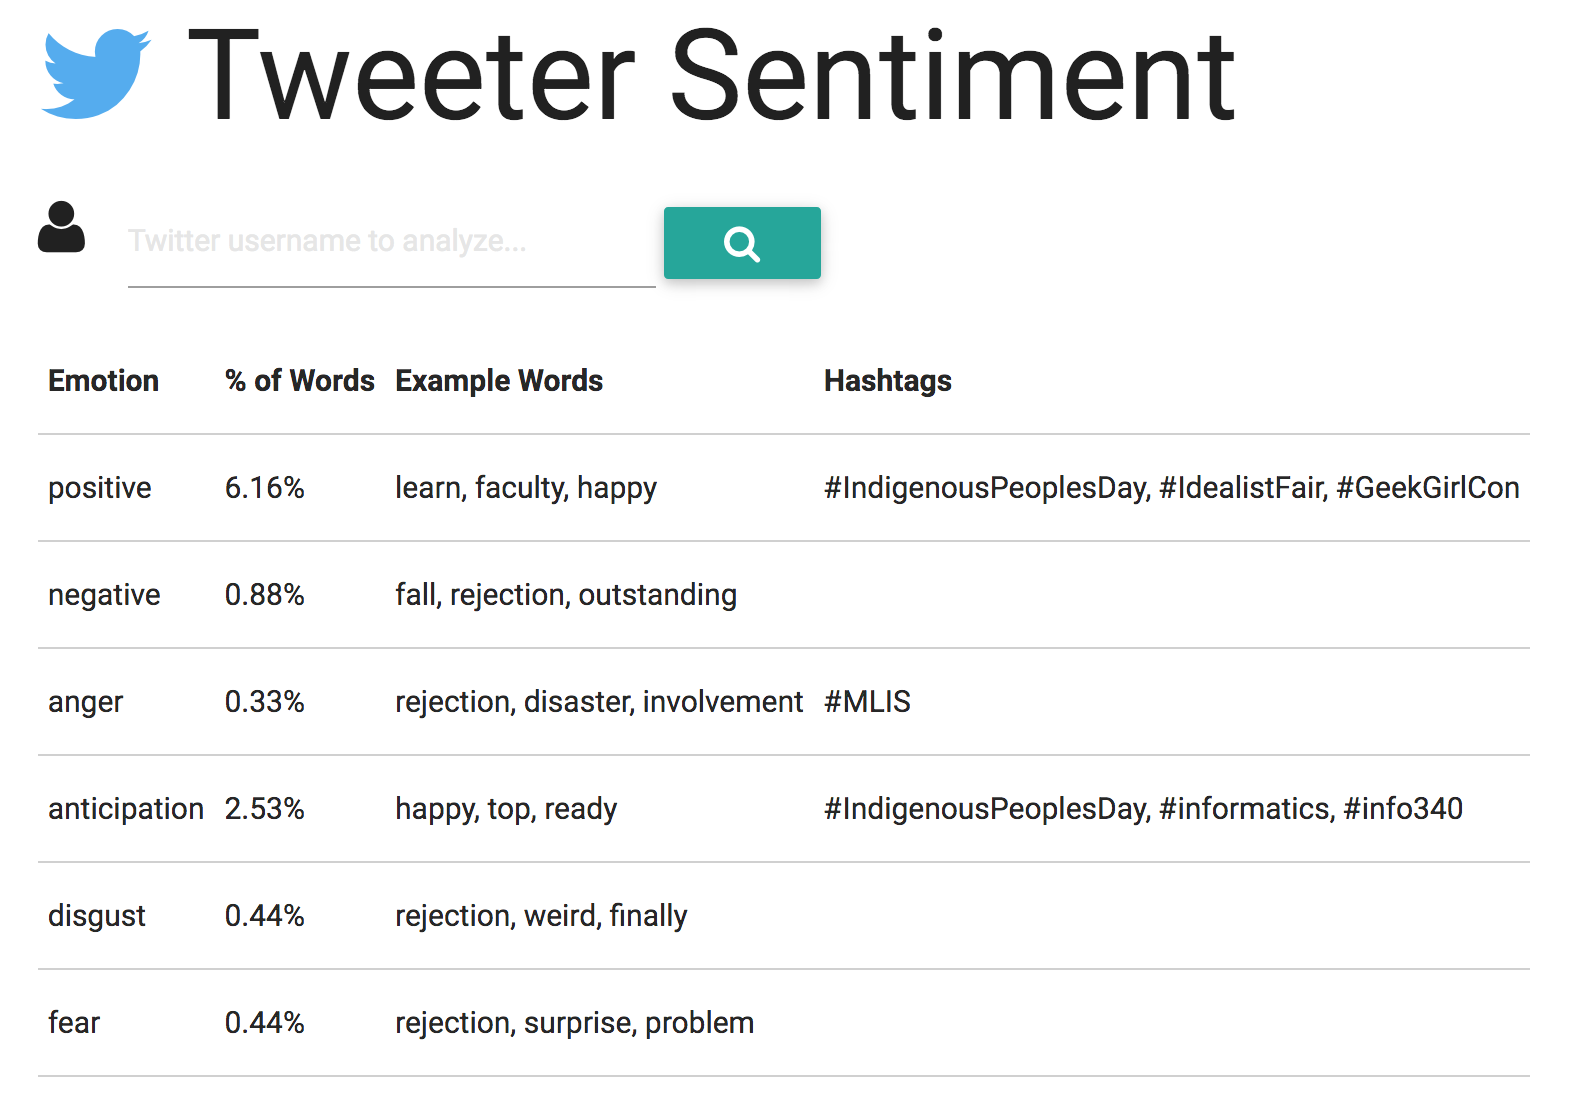 Tweeter Sentiment
Twitter username to analyze...
Emotion % of Words Example Words Hashtags
positive 6.16% learn, faculty, happy #IndigenousPeoplesDay, #IdealistFair, #GeekGirlCon
negative 0.88% fall, rejection, outstanding
anger 0.33% rejection, disaster, involvement #MLIS
anticipation 2.53% happy, top, ready #IndigenousPeoplesDay, #informatics, #info340
disgust 0.44% rejection, weird, finally
fear 0.44% rejection, surprise, problem